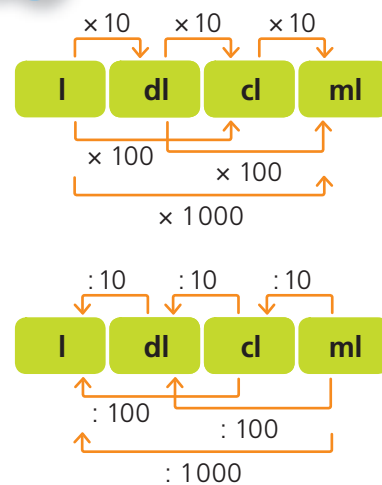 × 10 × 10 × 10
l dl cl ml
× 100
× 100
× 1000
: 10 : 10 : 10
l dl cl ml
: 100
: 100
: 1000